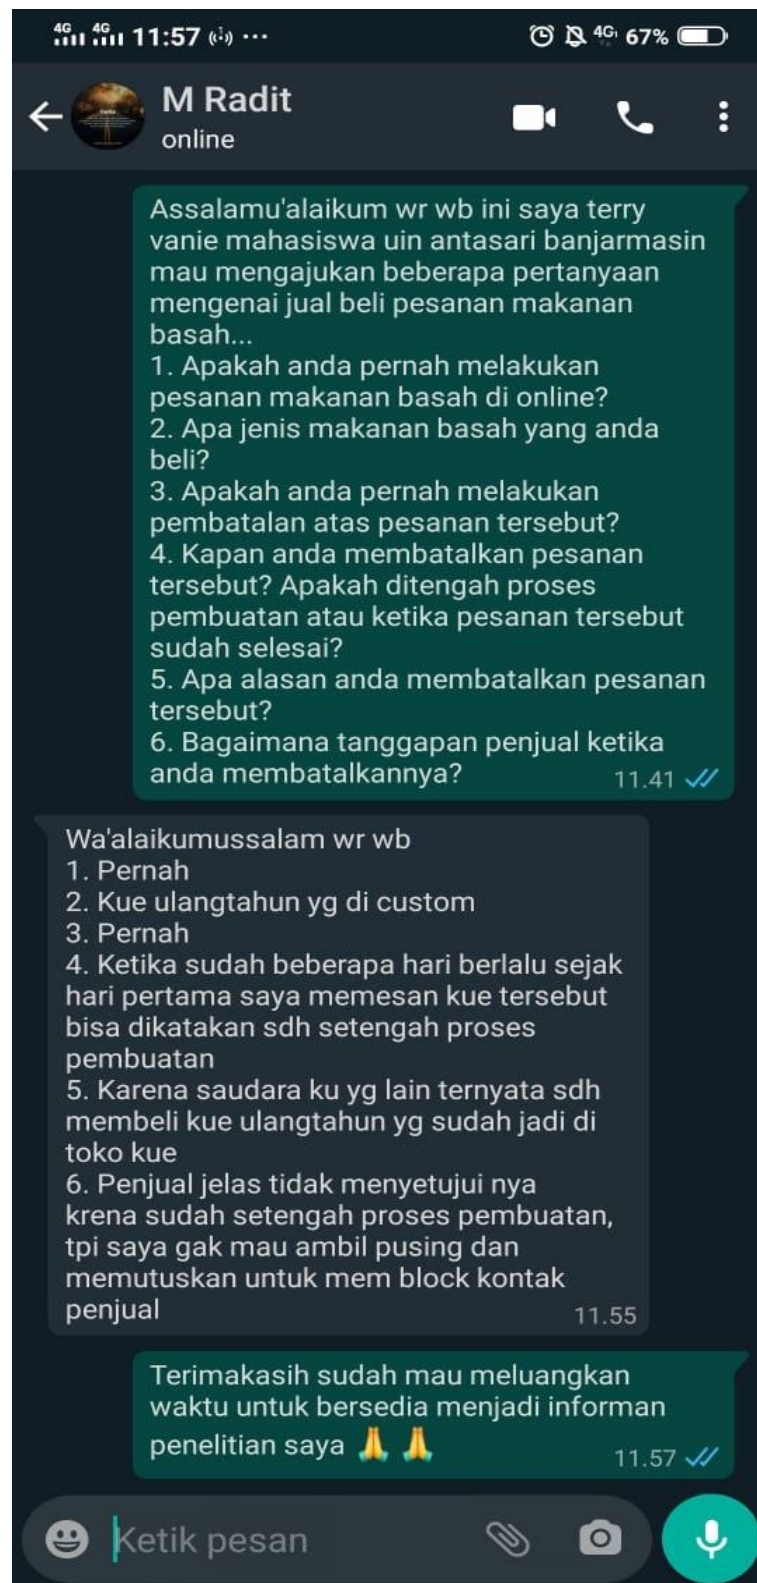 4G 4G 11:57 ...
4G 67%
M Radit
online
Assalamu'alaikum wr wb ini saya terry
vanie mahasiswa uin antasari banjarmasin
mau mengajukan beberapa pertanyaan
mengenai jual beli pesanan makanan
basah...
1. Apakah anda pernah melakukan
pesanan makanan basah di online?
2. Apa jenis makanan basah yang anda
beli?
3. Apakah anda pernah melakukan
pembatalan atas pesanan tersebut?
4. Kapan anda membatalkan pesanan
tersebut? Apakah ditengah proses
pembuatan atau ketika pesanan tersebut
sudah selesai?
5. Apa alasan anda membatalkan pesanan
tersebut?
6. Bagaimana tanggapan penjual ketika
anda membatalkannya?
11.41
Wa'alaikumussalam wr wb
1. Pernah
2. Kue ulangtahun yg di custom
3. Pernah
4. Ketika sudah beberapa hari berlalu sejak
hari pertama saya memesan kue tersebut
bisa dikatakan sdh setengah proses
pembuatan
5. Karena saudara ku yg lain ternyata sdh
membeli kue ulangtahun yg sudah jadi di
toko kue
6. Penjual jelas tidak menyetujui nya
krena sudah setengah proses pembuatan,
tpi saya gak mau ambil pusing dan
memutuskan untuk mem block kontak
penjual
11.55
Terimakasih sudah mau meluangkan
waktu untuk bersedia menjadi informan
penelitian saya 🙏 🙏
11.57
Ketik pesan